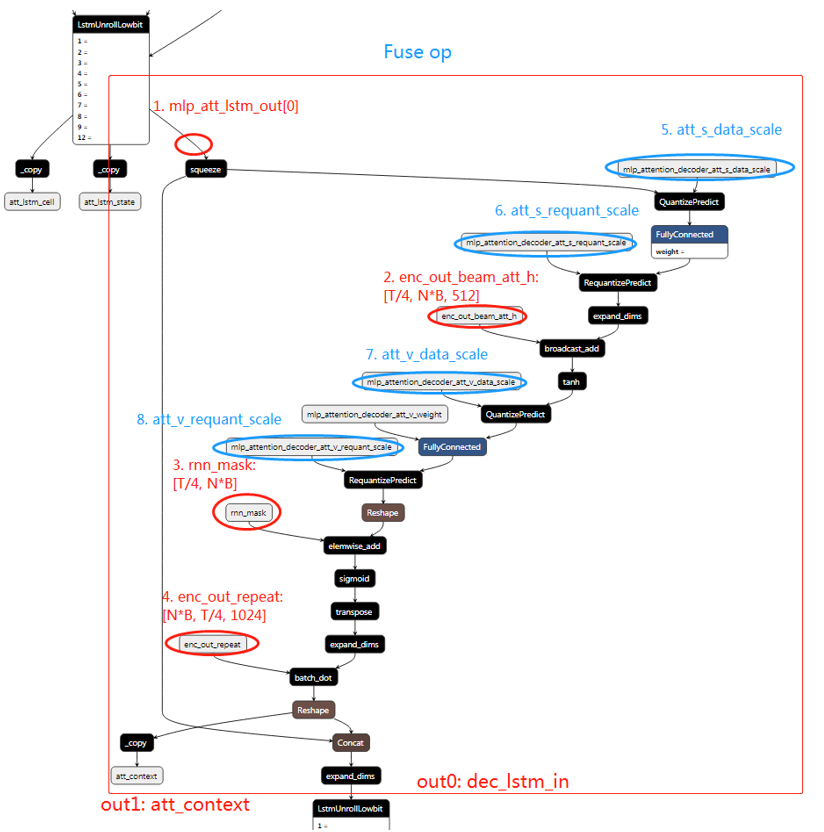 LstmUnrollLowbit
1 =
2 =
3 =
4 =
5 =
6 =
7 =
8 =
9 =
12 =
Fuse op
1. mlp_att_lstm_out[0]
5. att_s_data_scale
_copy
_copy
squeeze
mlp_attention_decoder_att_s_data_scale
att_lstm_cell
att_lstm_state
QuantizePredict
6. att_s_requant_scale
FullyConnected
weight =
mlp_attention_decoder_att_s_requant_scale
2. enc_out_beam_att_h:
[T/4, N*B, 512]
RequantizePredict
enc_out_beam_att_h
expand_dims
broadcast_add
7. att_v_data_scale
mlp_attention_decoder_att_v_data_scale
tanh
mlp_attention_decoder_att_v_weight
QuantizePredict
8. att_v_requant_scale
mlp_attention_decoder_att_v_requant_scale
FullyConnected
3. rnn_mask:
[T/4, N*B]
RequantizePredict
rnn_mask
Reshape
elemwise_add
sigmoid
4. enc_out_repeat:
[N*B, T/4, 1024]
transpose
enc_out_repeat
expand_dims
batch_dot
Reshape
_copy
Concat
att_context
expand_dims
out0: dec_lstm_in
out1: att_context
LstmUnrollLowbit
1 =